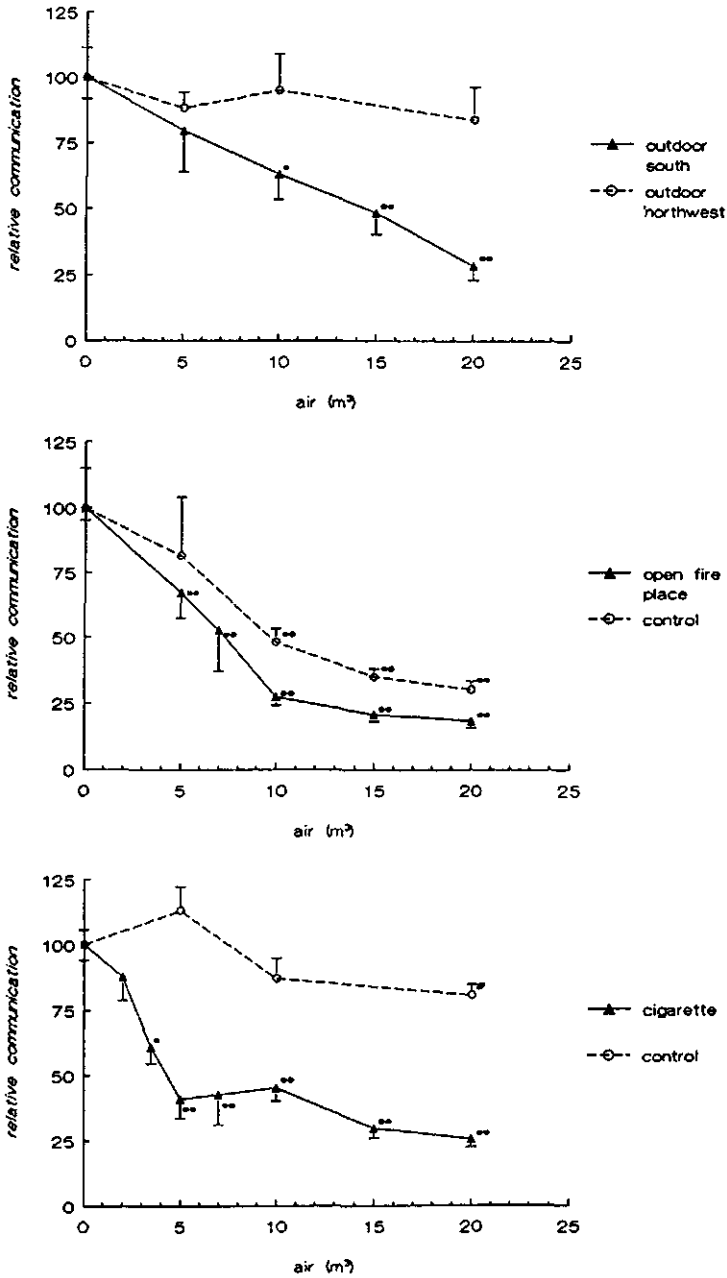 125
100
75
50
25
0
relative communication
0 5 10 15 20 25
air (m³)
outdoor
south
outdoor
northwest
125
100
75
50
25
0
relative communication
0 5 10 15 20 25
air (m³)
open fire
place
control
125
100
75
50
25
0
relative communication
0 5 10 15 20 25
air (m³)
cigarette
control